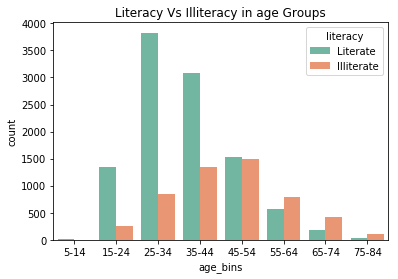 Literacy Vs Illiteracy in age Groups
literacy
Literate
Illiterate
4000
3500
3000
2500
2000
1500
1000
500
0
count
5-14 15-24 25-34 35-44 45-54 55-64 65-74 75-84
age_bins